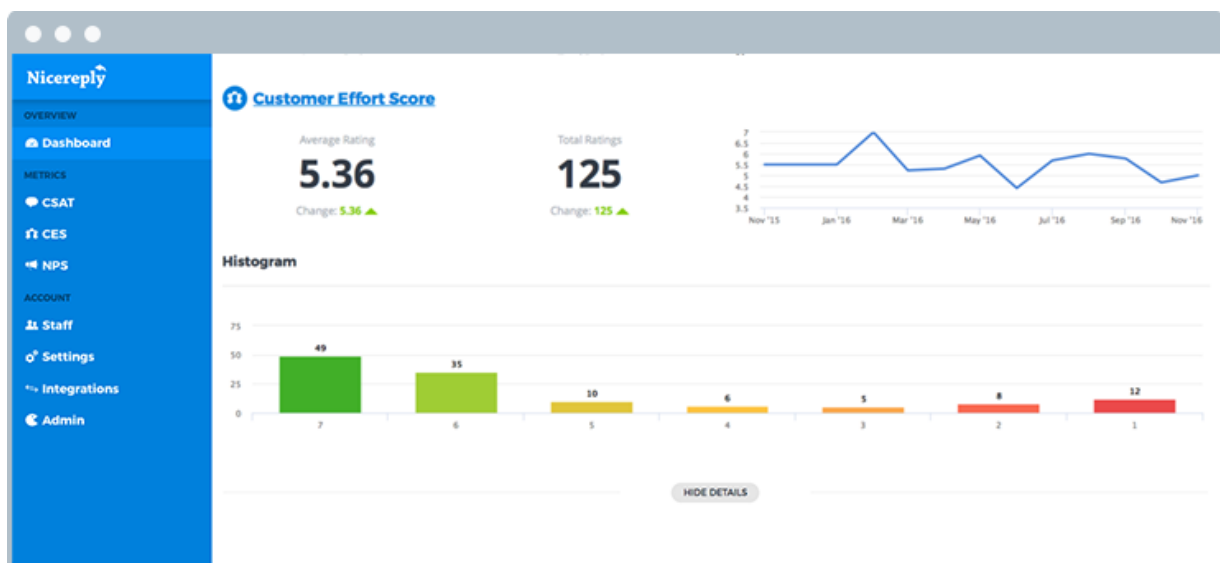 Nicereply
OVERVIEW
Dashboard
METRICS
CSAT
CES
NPS
ACCOUNT
Staff
Settings
Integrations
Admin
Customer Effort Score
Average Rating
5.36
Change: 5.36
Total Ratings
125
Change: 125
7
6.5
6
5.5
5
4.5
4
3.5
Nov '15 Jan '16 Mar '16 May '16 Jul '16 Sep '16 Nov '16
Histogram
75
50
25
0
49 35 10 6 5 8 12
7 6 5 4 3 2 1
HIDE DETAILS